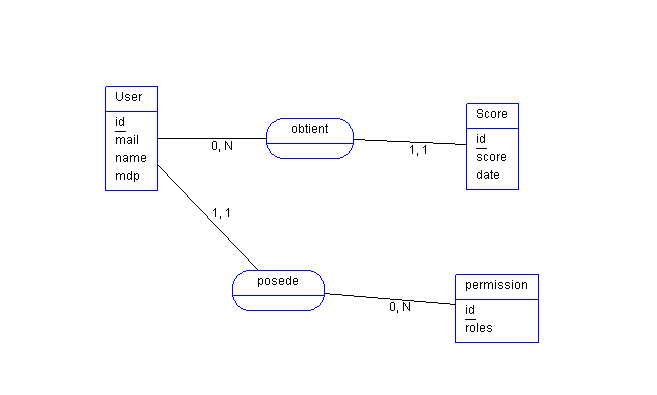 User
id
mail
name
mdp
0, N
obtient
1, 1
Score
id
score
date
1, 1
posede
0, N
permission
id
roles